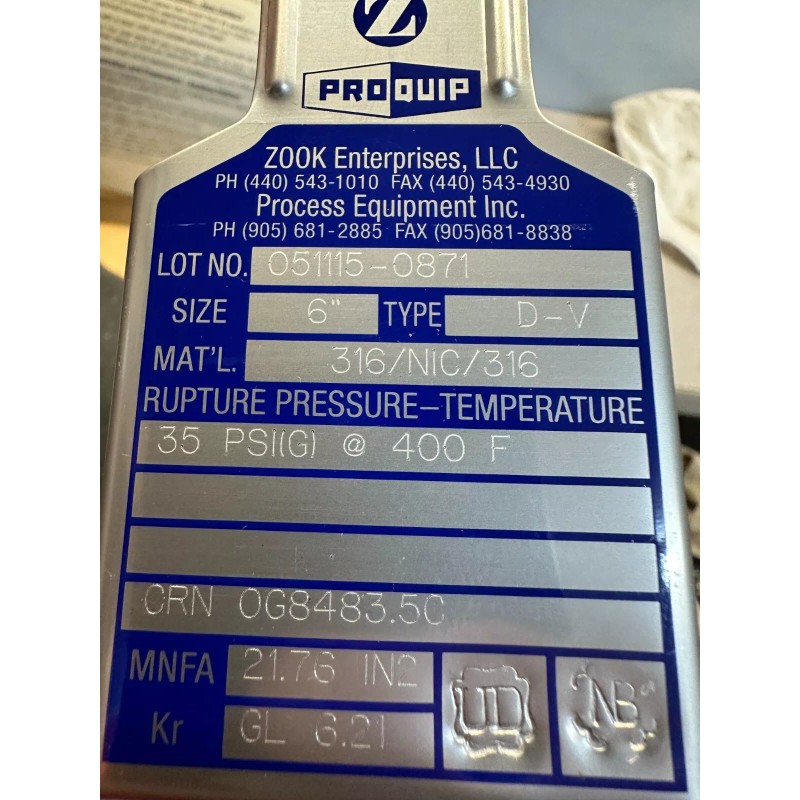 Z
PROQUIP
ZOOK Enterprises, LLC
PH (440) 543-1010 FAX (440) 543-4930
Process Equipment Inc.
PH (905) 681-2885 FAX (905)681-8838
LOT NO. 051115-0871
SIZE 6" TYPE D-V
MAT'L. 316/NIC/316
RUPTURE PRESSURE–TEMPERATURE
35 PSI(G) @ 400 F
CRN 0G8483.5C
MNFA 21.76 IN2 UD NB
Kr GL 6.21